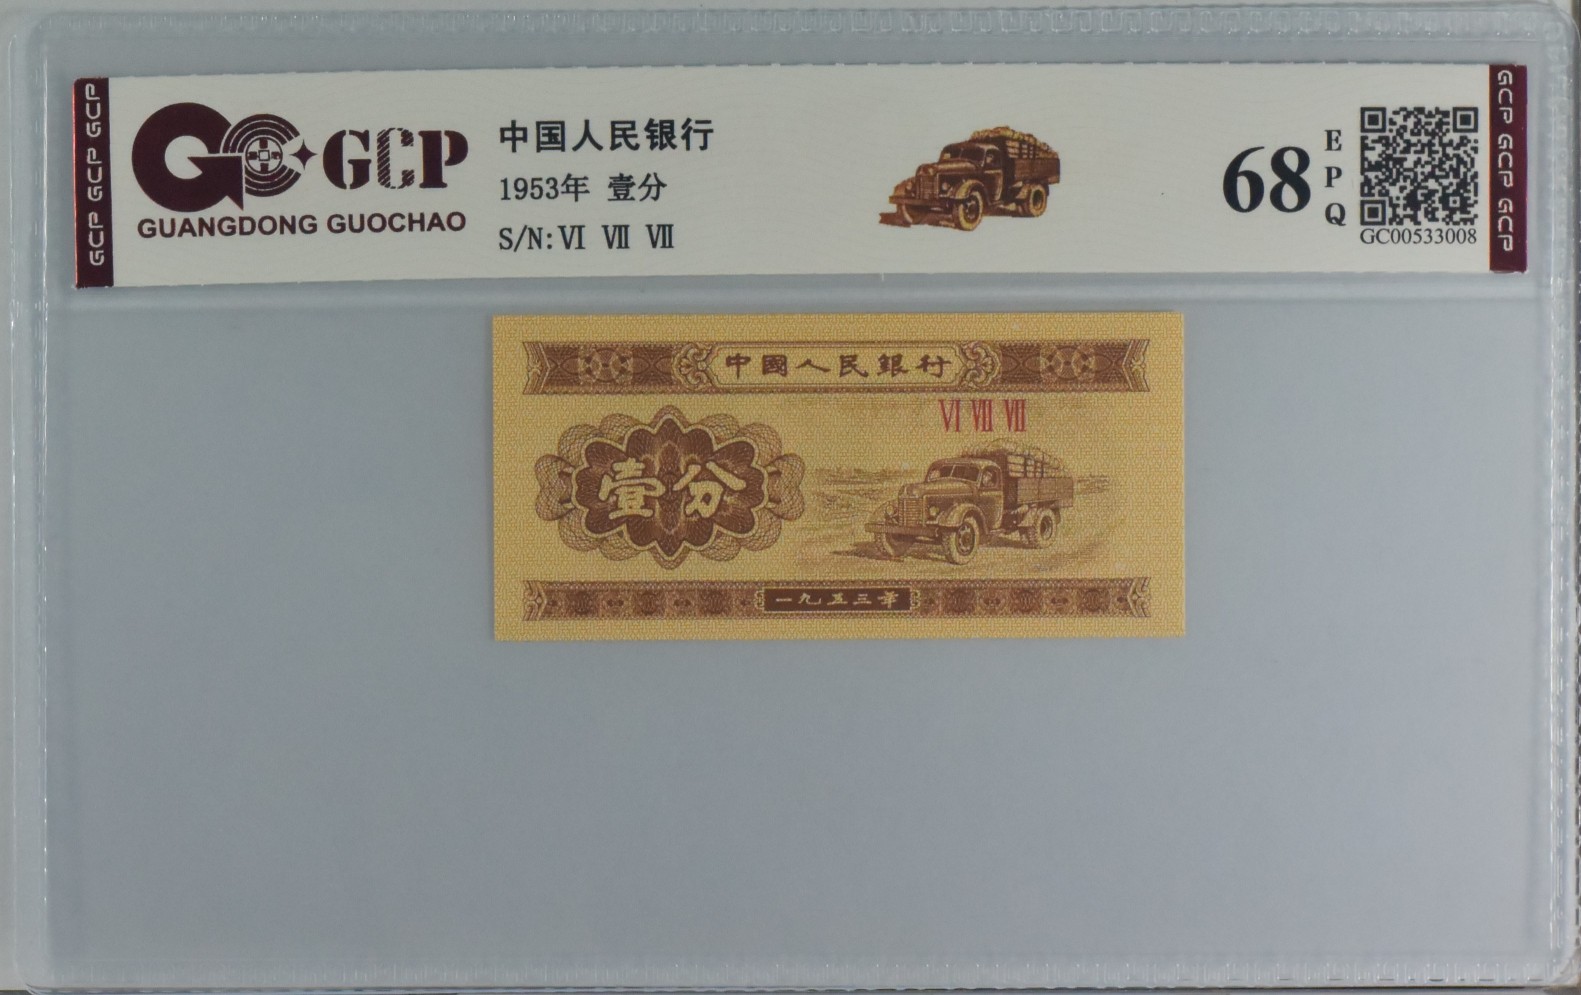 GCP GCP GCP
GCP
GUANGDONG GUOCHAO
中国人民银行
1953年 壹分
S/N: Ⅵ Ⅶ Ⅶ
68
EPQ
GC00533008
GCP GCP GCP
中國人民銀行
Ⅵ Ⅶ Ⅶ
壹分
一九五三年